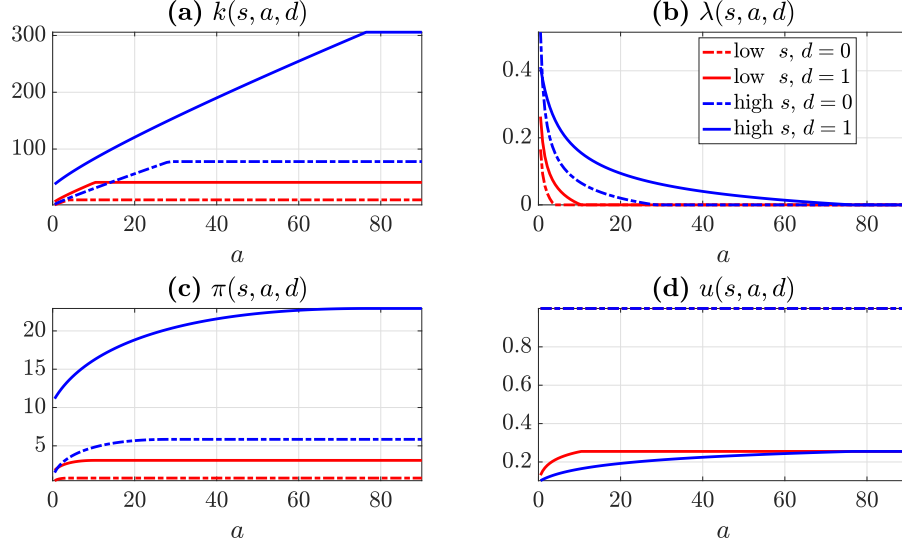 (a) k(s, a, d)
300
200
100
0 20 40 60 80
a
(b) λ(s, a, d)
0.4
0.2
0
0 20 40 60 80
a
low s, d = 0
low s, d = 1
high s, d = 0
high s, d = 1
(c) π(s, a, d)
20
15
10
5
0 20 40 60 80
a
(d) u(s, a, d)
0.8
0.6
0.4
0.2
0 20 40 60 80
a